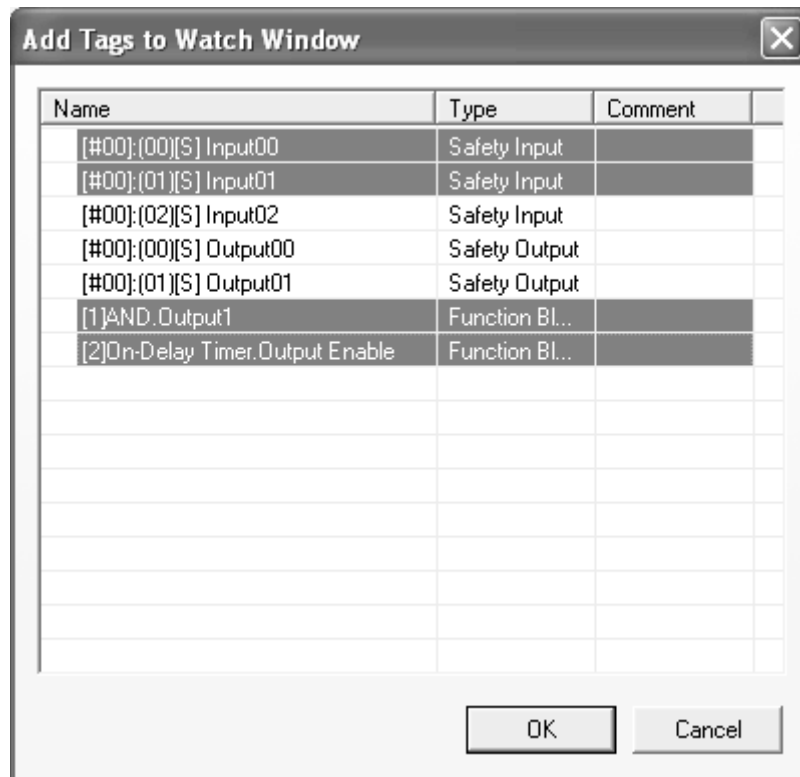 Add Tags to Watch Window
Name Type Comment
[#00]:(00)[S] Input00 Safety Input
[#00]:(01)[S] Input01 Safety Input
[#00]:(02)[S] Input02 Safety Input
[#00]:(00)[S] Output00 Safety Output
[#00]:(01)[S] Output01 Safety Output
[1]AND.Output1 Function Bl...
[2]On-Delay Timer.Output Enable Function Bl...
OK Cancel